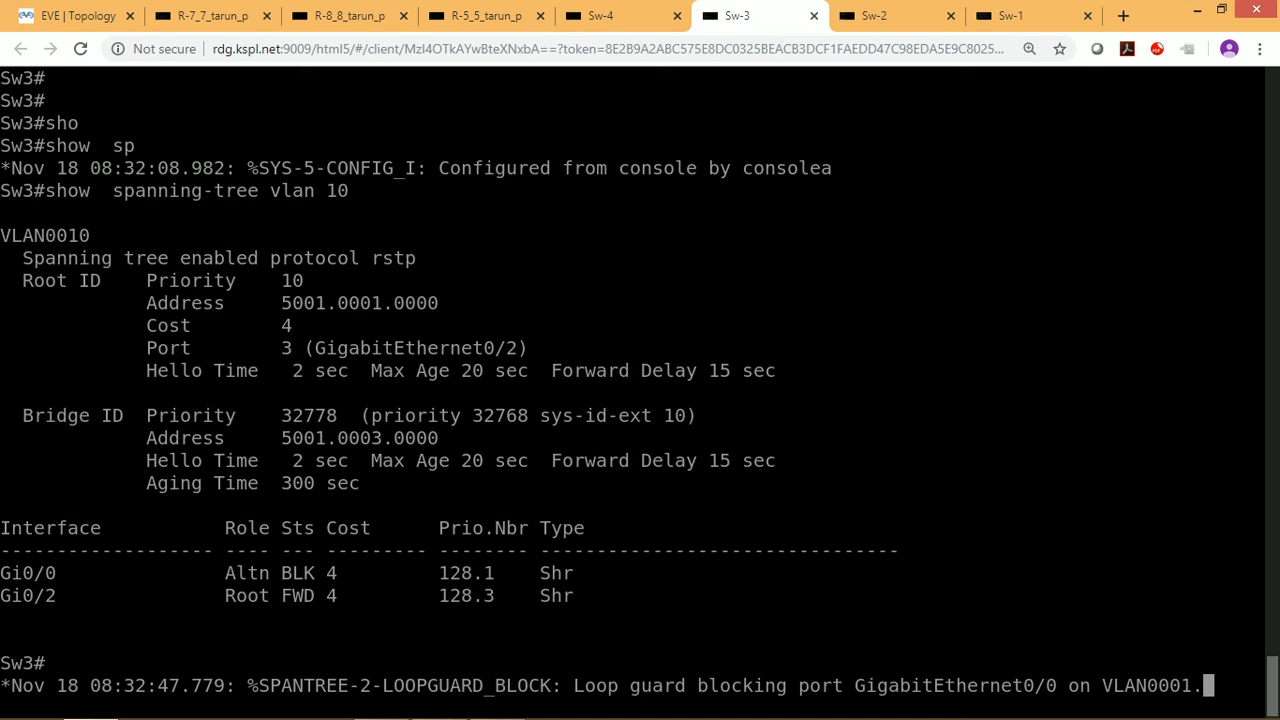 EVE | Topology
R-7_7_tarun_p
R-8_8_tarun_p
R-5_5_tarun_p
Sw-4
Sw-3
Sw-2
Sw-1
Not secure rdg.kspl.net:9009/html5/#/client/MzI4OTkAYwBteXNxbA==?token=8E2B9A2ABC575E8DC0325BEACB3DCF1FAEDD47C98EDA5E9C8025...
Sw3#
Sw3#
Sw3#sho
Sw3#show  sp
*Nov 18 08:32:08.982: %SYS-5-CONFIG_I: Configured from console by consolea
Sw3#show  spanning-tree vlan 10
VLAN0010
  Spanning tree enabled protocol rstp
  Root ID    Priority    10
             Address     5001.0001.0000
             Cost        4
             Port        3 (GigabitEthernet0/2)
             Hello Time   2 sec  Max Age 20 sec  Forward Delay 15 sec
  Bridge ID  Priority    32778  (priority 32768 sys-id-ext 10)
             Address     5001.0003.0000
             Hello Time   2 sec  Max Age 20 sec  Forward Delay 15 sec
             Aging Time  300 sec
Interface           Role Sts Cost      Prio.Nbr Type
------------------- ---- --- --------- -------- --------------------------------
Gi0/0               Altn BLK 4         128.1    Shr
Gi0/2               Root FWD 4         128.3    Shr
Sw3#
*Nov 18 08:32:47.779: %SPANTREE-2-LOOPGUARD_BLOCK: Loop guard blocking port GigabitEthernet0/0 on VLAN0001.